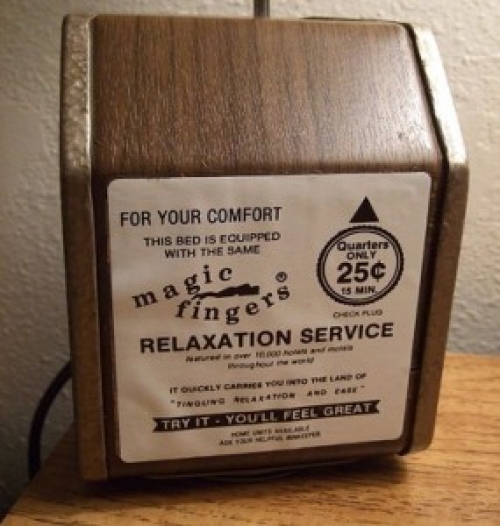 FOR YOUR COMFORT
THIS BED IS EQUIPPED
WITH THE SAME
magic
fingers®
Quarters
ONLY
25¢
15 MIN.
CHECK PLUG
RELAXATION SERVICE
featured in over 10,000 hotels and motels
throughout the world
IT QUICKLY CARRIES YOU INTO THE LAND OF
"TINGLING RELAXATION AND EASE"
TRY IT - YOU'LL FEEL GREAT
HOME UNITS AVAILABLE
ASK YOUR HELPFUL INNKEEPER